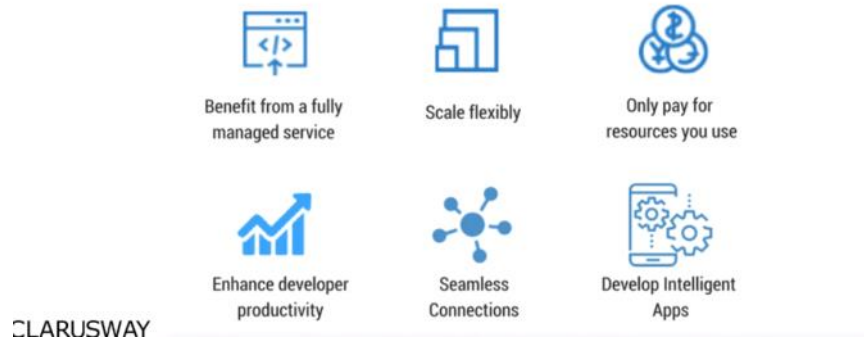 Benefit from a fully
managed service
Scale flexibly
Only pay for
resources you use
Enhance developer
productivity
Seamless
Connections
Develop Intelligent
Apps
CLARUSWAY